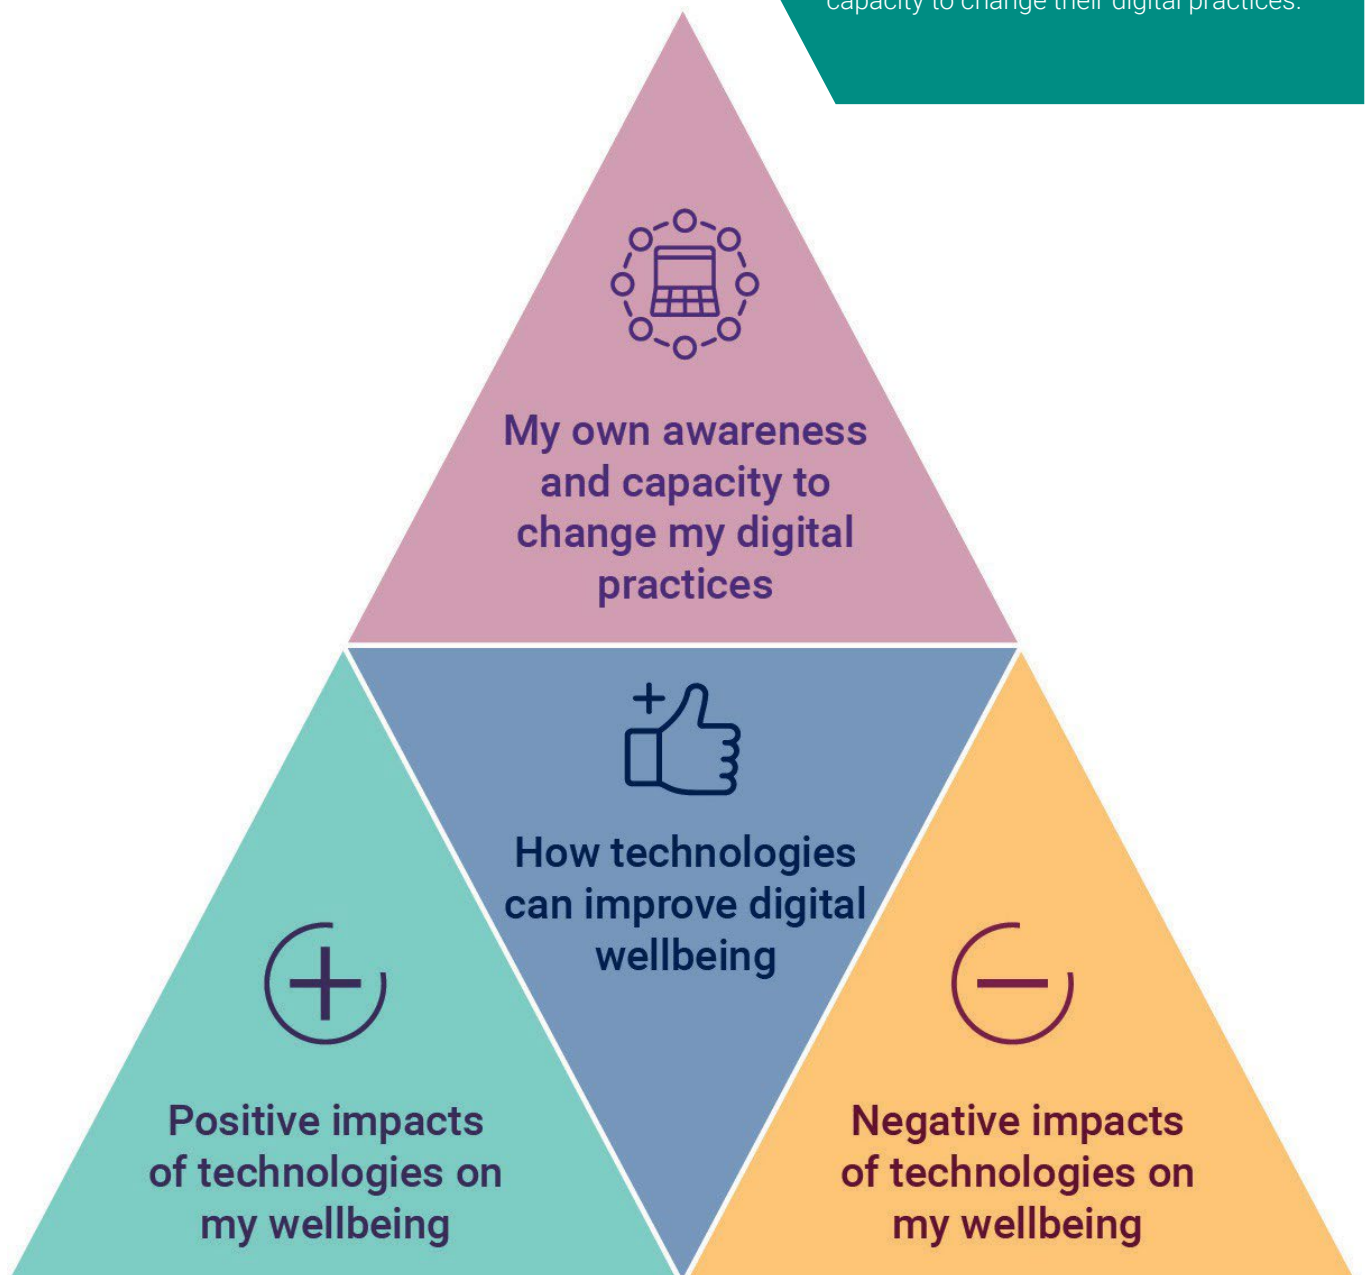 capacity to change their digital practices.
My own awareness
and capacity to
change my digital
practices
How technologies
can improve digital
wellbeing
Positive impacts
of technologies on
my wellbeing
Negative impacts
of technologies on
my wellbeing